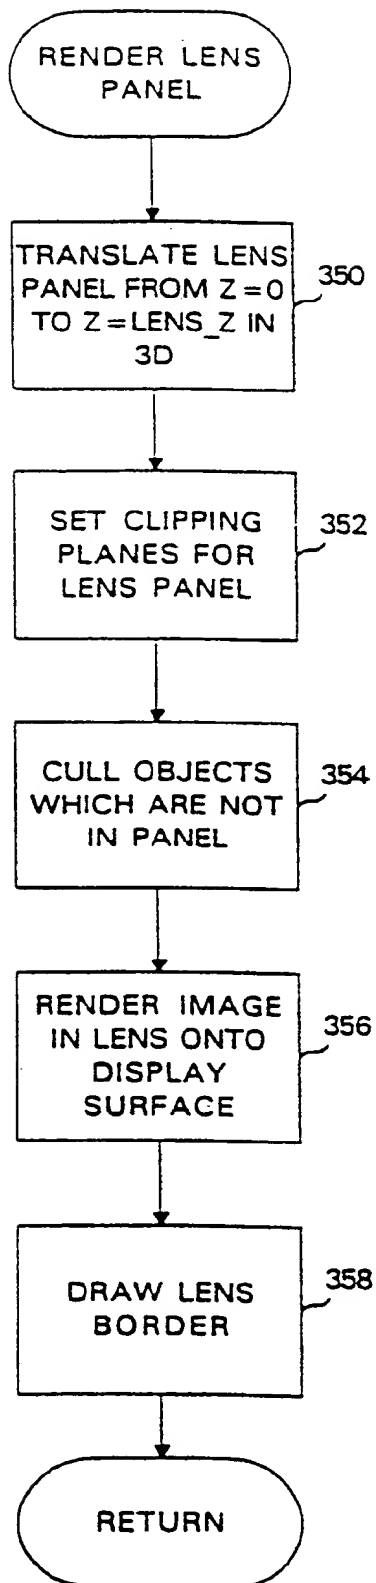 RENDER LENS
PANEL
TRANSLATE LENS
PANEL FROM Z=0
TO Z=LENS_Z IN
3D
350
SET CLIPPING
PLANES FOR
LENS PANEL
352
CULL OBJECTS
WHICH ARE NOT
IN PANEL
354
RENDER IMAGE
IN LENS ONTO
DISPLAY
SURFACE
356
DRAW LENS
BORDER
358
RETURN